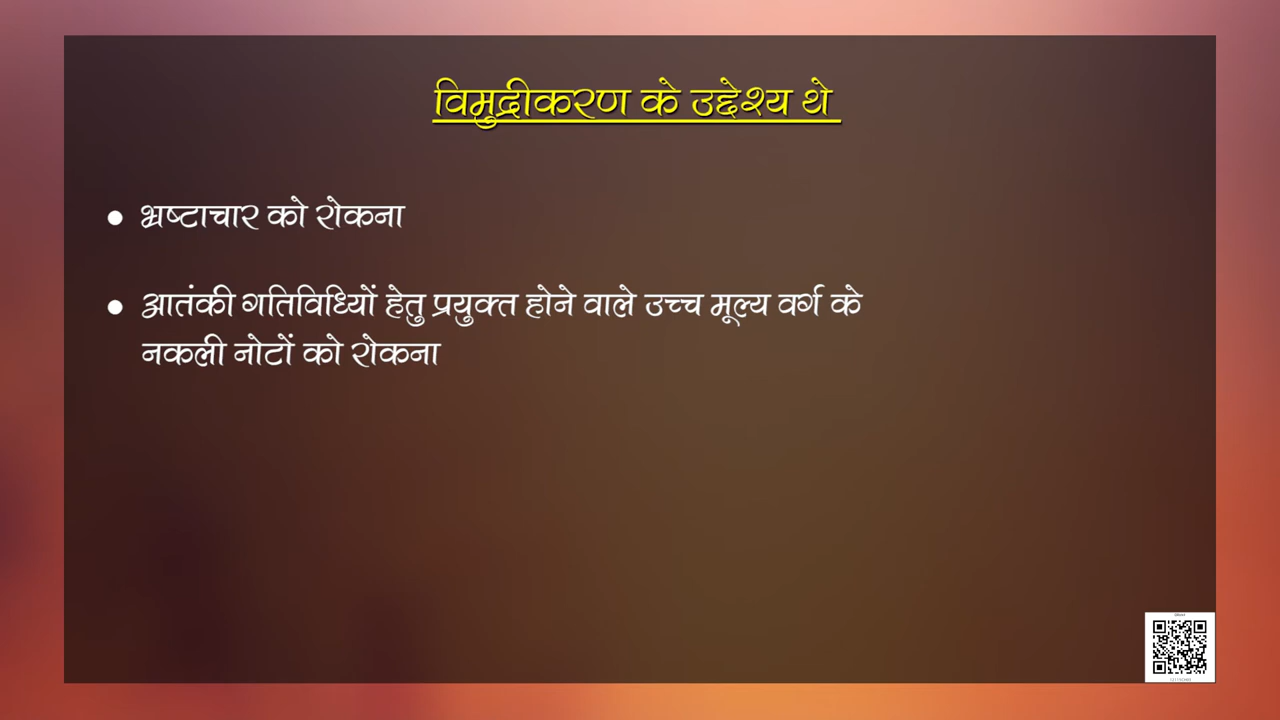 विमुद्रीकरण के उद्देश्य थे
• भ्रष्टाचार को रोकना
• आतंकी गतिविधियों हेतु प्रयुक्त होने वाले उच्च मूल्य वर्ग के
नकली नोटों को रोकना